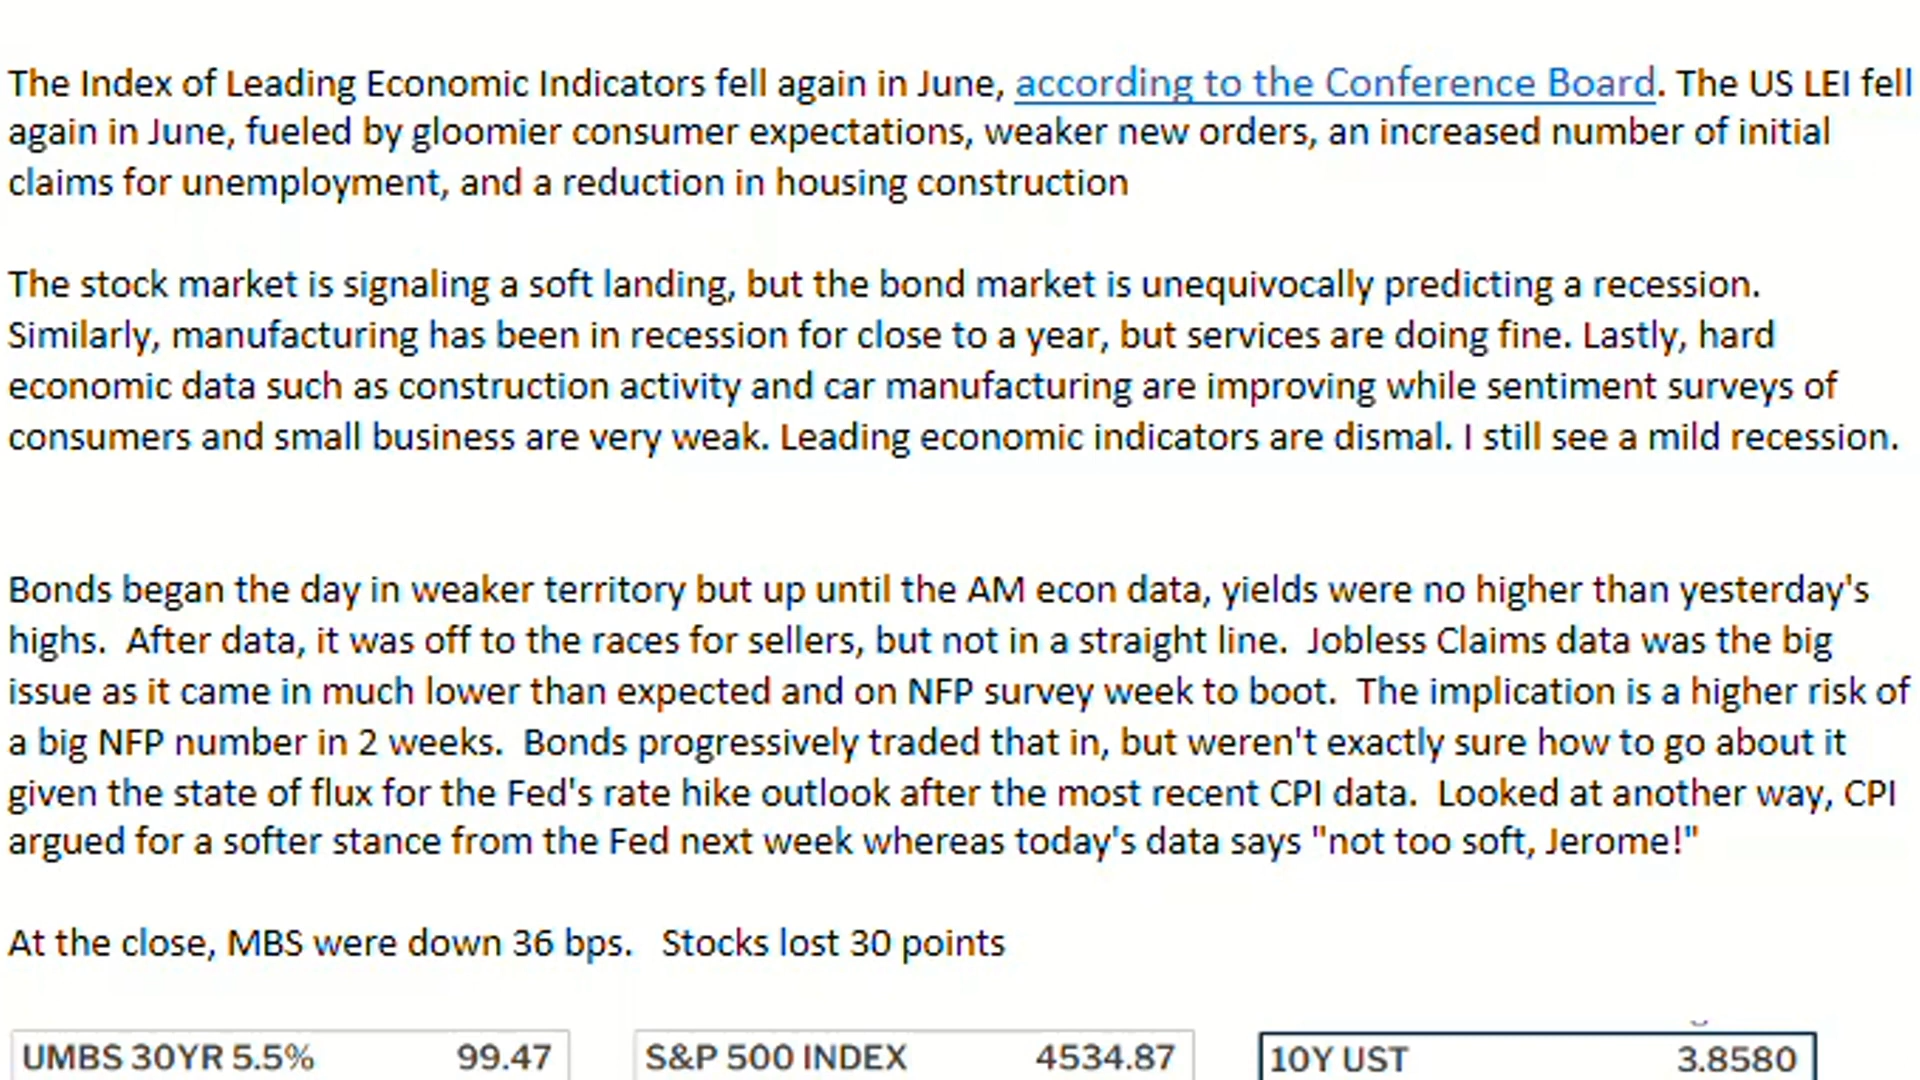 The Index of Leading Economic Indicators fell again in June, according to the Conference Board. The US LEI fell
again in June, fueled by gloomier consumer expectations, weaker new orders, an increased number of initial
claims for unemployment, and a reduction in housing construction
The stock market is signaling a soft landing, but the bond market is unequivocally predicting a recession.
Similarly, manufacturing has been in recession for close to a year, but services are doing fine. Lastly, hard
economic data such as construction activity and car manufacturing are improving while sentiment surveys of
consumers and small business are very weak. Leading economic indicators are dismal. I still see a mild recession.
Bonds began the day in weaker territory but up until the AM econ data, yields were no higher than yesterday's
highs.  After data, it was off to the races for sellers, but not in a straight line.  Jobless Claims data was the big
issue as it came in much lower than expected and on NFP survey week to boot.  The implication is a higher risk of
a big NFP number in 2 weeks.  Bonds progressively traded that in, but weren't exactly sure how to go about it
given the state of flux for the Fed's rate hike outlook after the most recent CPI data.  Looked at another way, CPI
argued for a softer stance from the Fed next week whereas today's data says "not too soft, Jerome!"
At the close, MBS were down 36 bps.   Stocks lost 30 points
UMBS 30YR 5.5% 99.47 S&P 500 INDEX 4534.87 10Y UST 3.8580